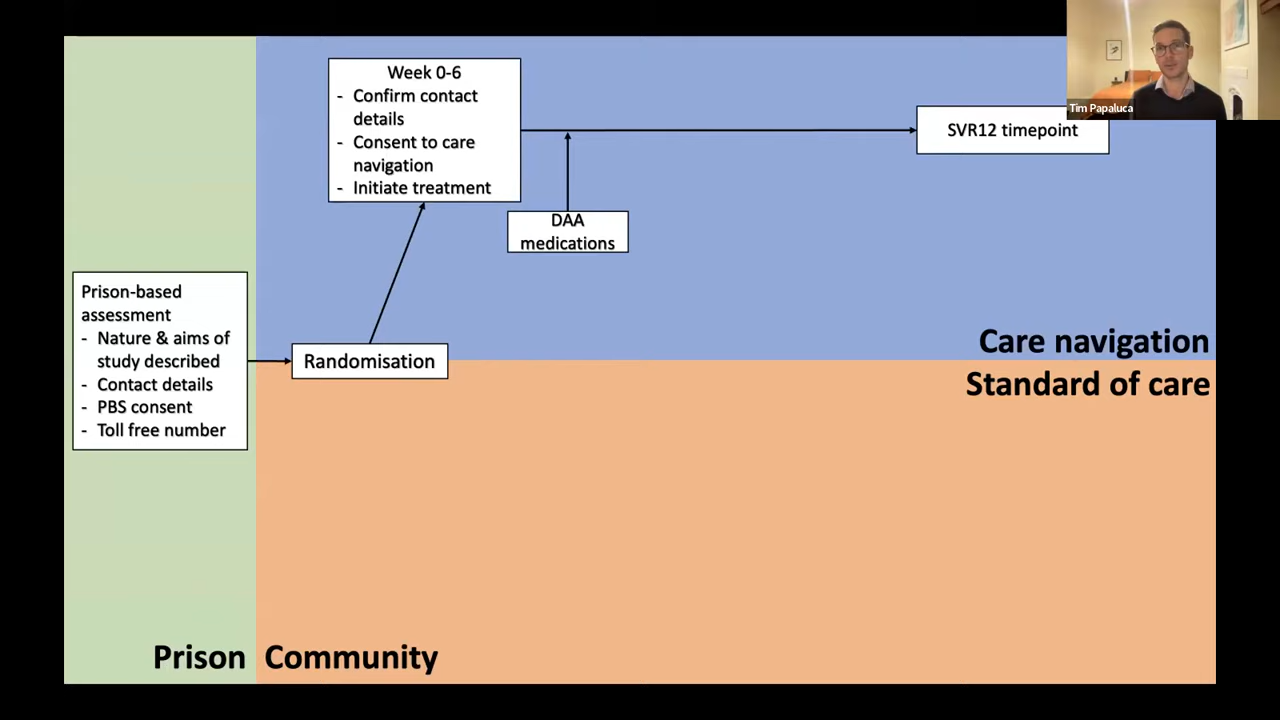 Week 0-6
- Confirm contact
details
- Consent to care
navigation
- Initiate treatment
Tim Papaluca
SVR12 timepoint
DAA
medications
Prison-based
assessment
- Nature & aims of
study described
- Contact details
- PBS consent
- Toll free number
Randomisation
Care navigation
Standard of care
Prison
Community